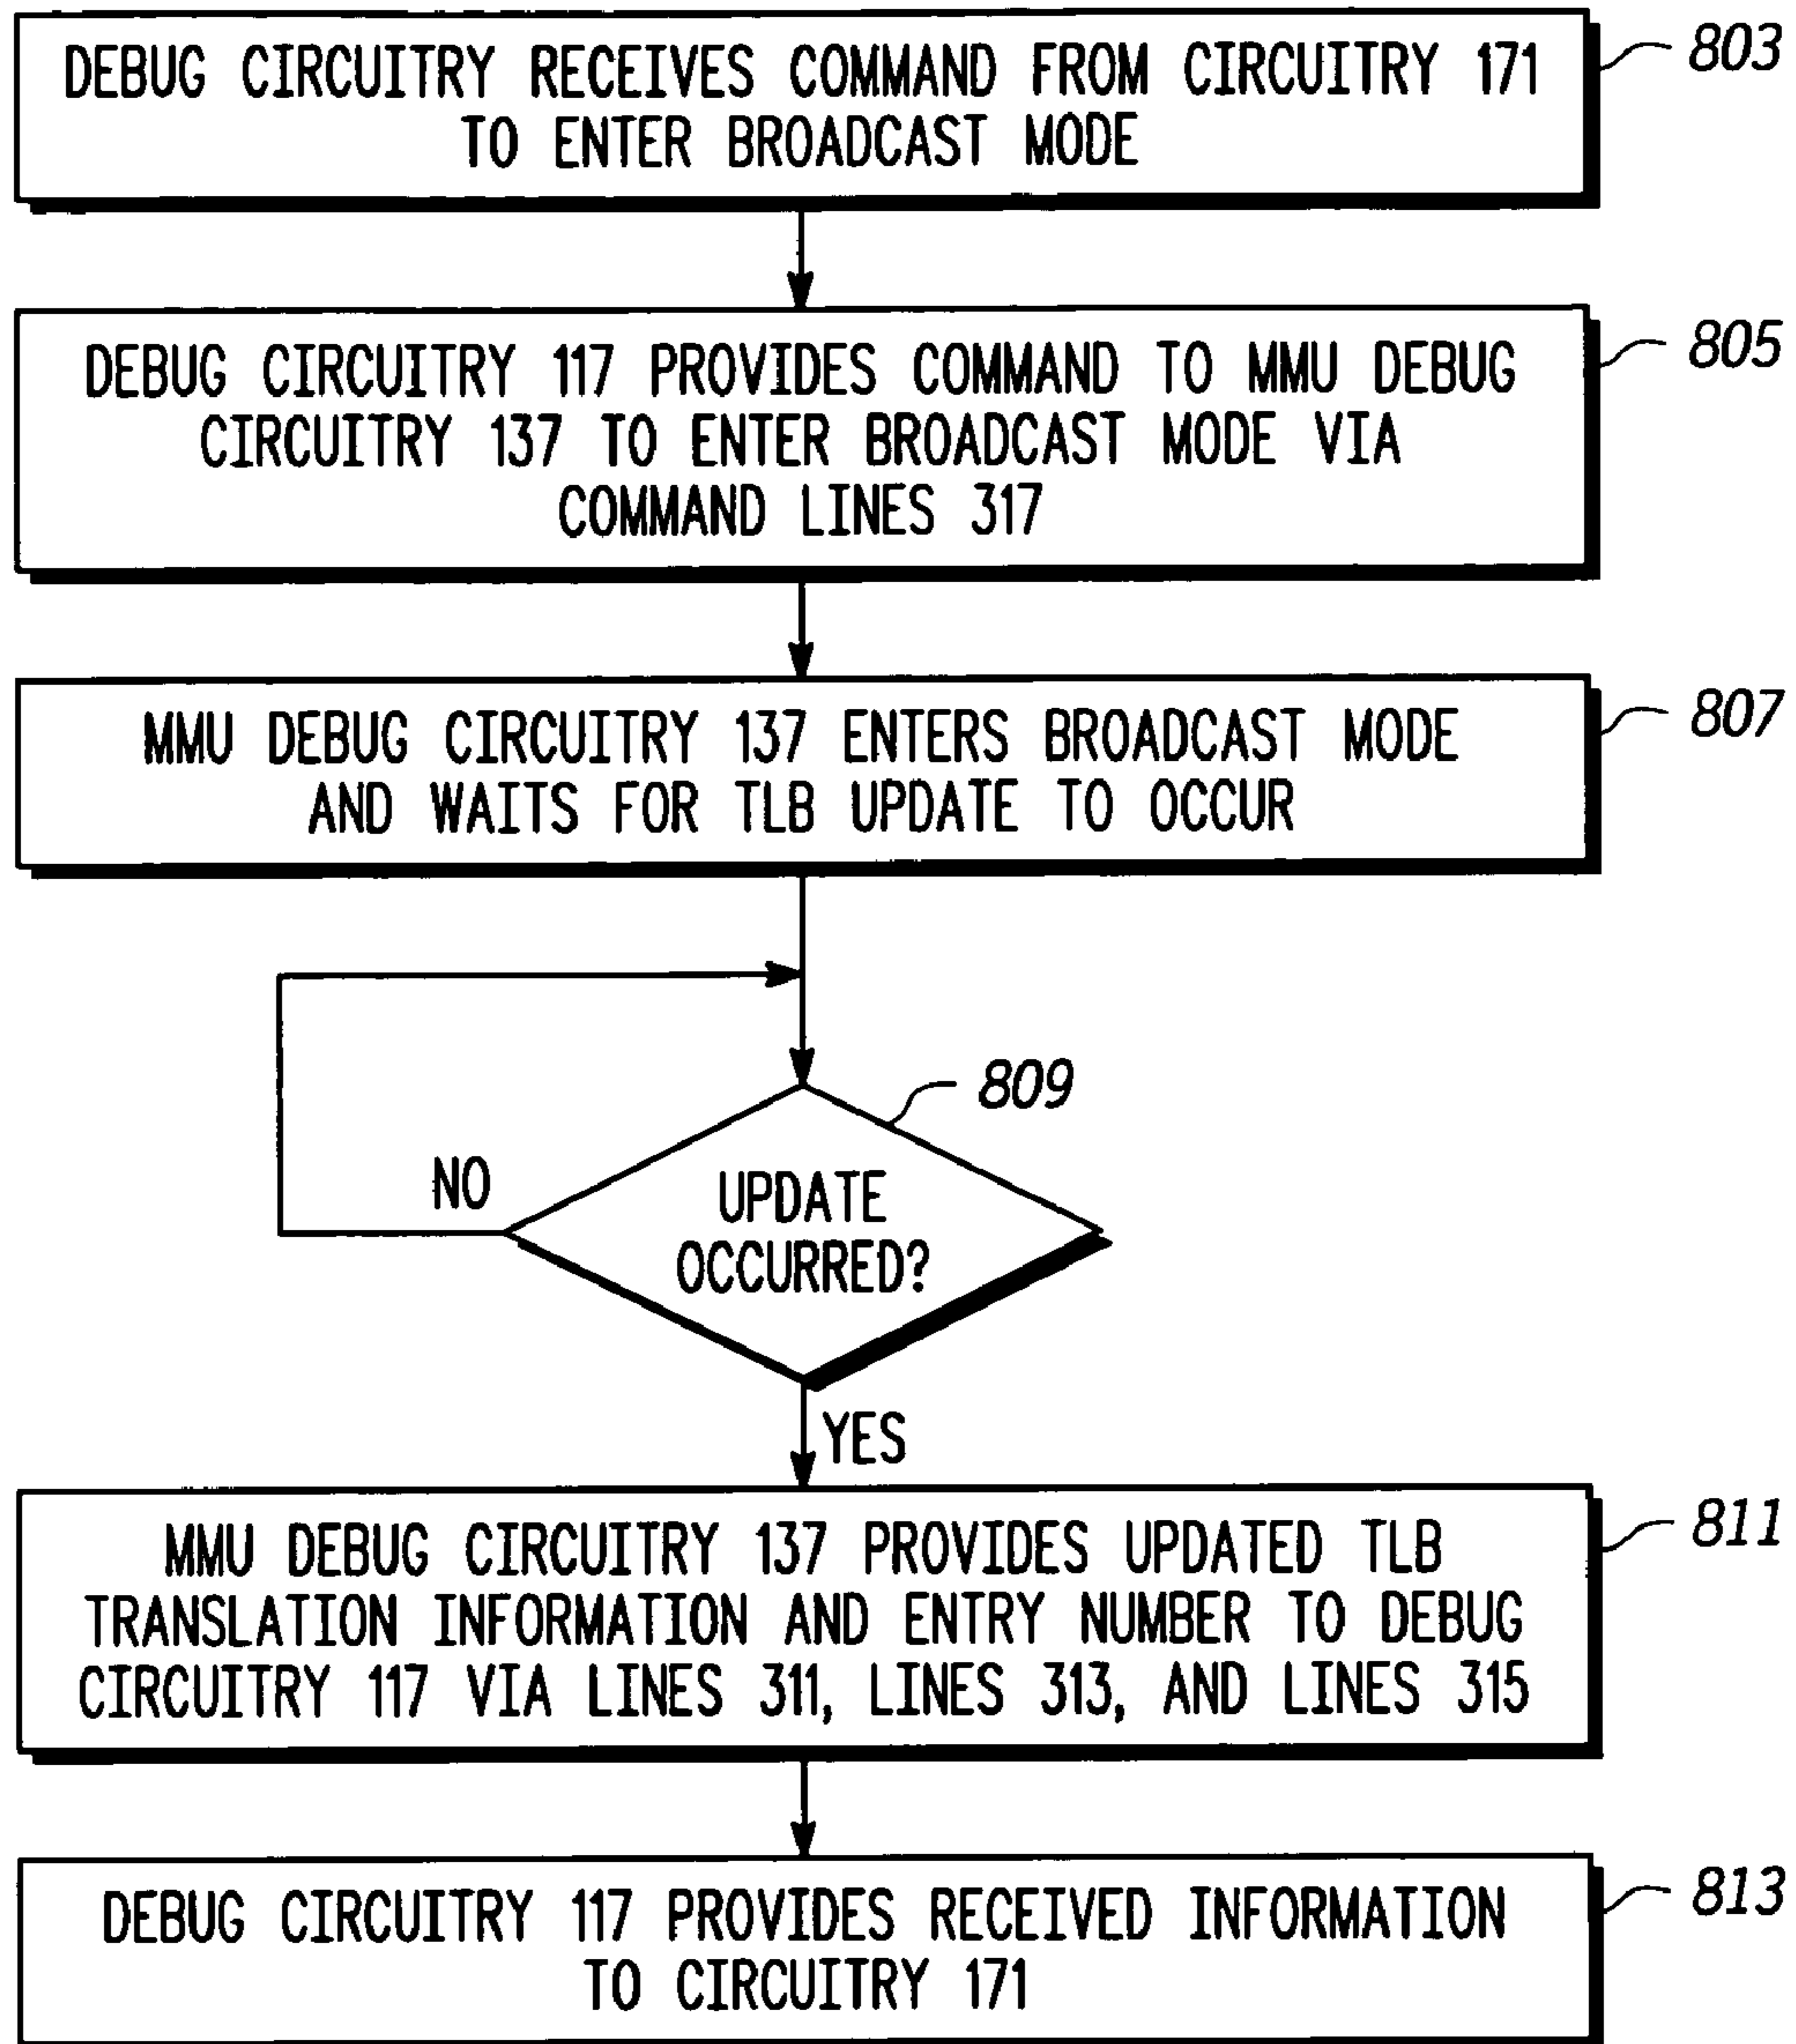 DEBUG CIRCUITRY RECEIVES COMMAND FROM CIRCUITRY 171
TO ENTER BROADCAST MODE
803
DEBUG CIRCUITRY 117 PROVIDES COMMAND TO MMU DEBUG
CIRCUITRY 137 TO ENTER BROADCAST MODE VIA
COMMAND LINES 317
805
MMU DEBUG CIRCUITRY 137 ENTERS BROADCAST MODE
AND WAITS FOR TLB UPDATE TO OCCUR
807
809
NO
UPDATE
OCCURRED?
YES
MMU DEBUG CIRCUITRY 137 PROVIDES UPDATED TLB
TRANSLATION INFORMATION AND ENTRY NUMBER TO DEBUG
CIRCUITRY 117 VIA LINES 311, LINES 313, AND LINES 315
811
DEBUG CIRCUITRY 117 PROVIDES RECEIVED INFORMATION
TO CIRCUITRY 171
813